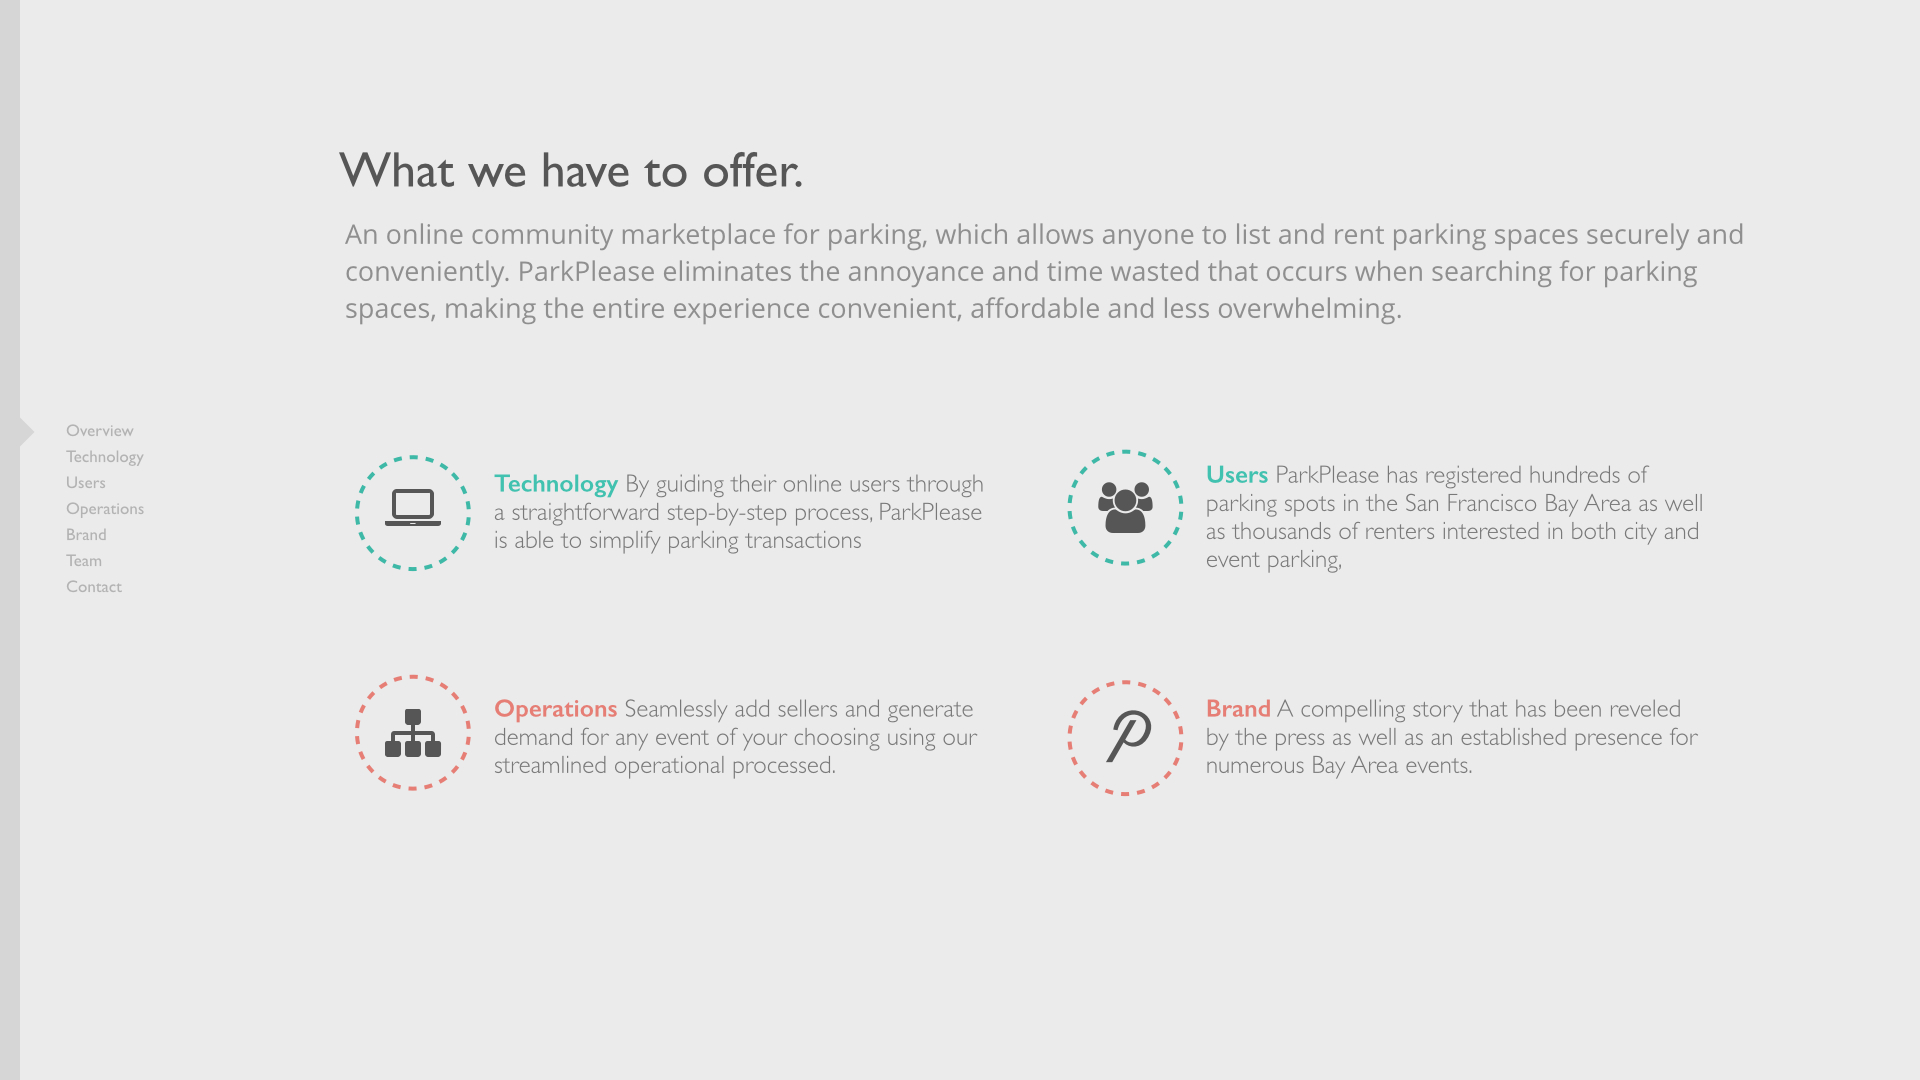 What we have to offer.
An online community marketplace for parking, which allows anyone to list and rent parking spaces securely and
conveniently. ParkPlease eliminates the annoyance and time wasted that occurs when searching for parking
spaces, making the entire experience convenient, affordable and less overwhelming.
Overview
Technology
Users
Operations
Brand
Team
Contact
Technology By guiding their online users through
a straightforward step-by-step process, ParkPlease
is able to simplify parking transactions
Users ParkPlease has registered hundreds of
parking spots in the San Francisco Bay Area as well
as thousands of renters interested in both city and
event parking,
Operations Seamlessly add sellers and generate
demand for any event of your choosing using our
streamlined operational processed.
Brand A compelling story that has been reveled
by the press as well as an established presence for
numerous Bay Area events.